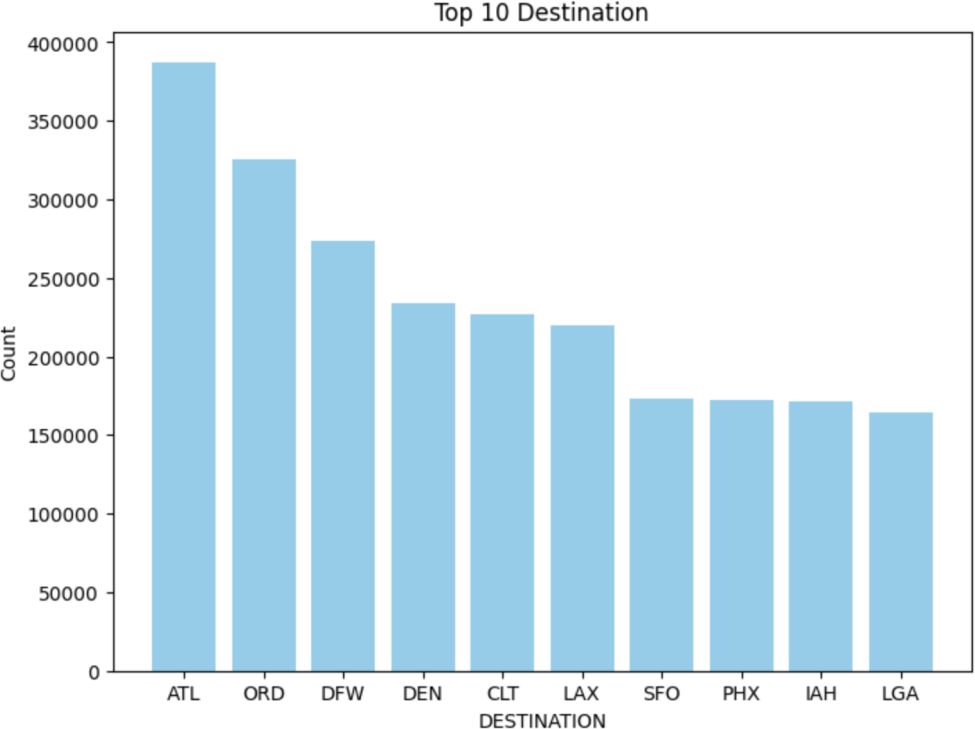 Top 10 Destination
400000
350000
300000
250000
200000
150000
100000
50000
0
Count
ATL ORD DFW DEN CLT LAX SFO PHX IAH LGA
DESTINATION